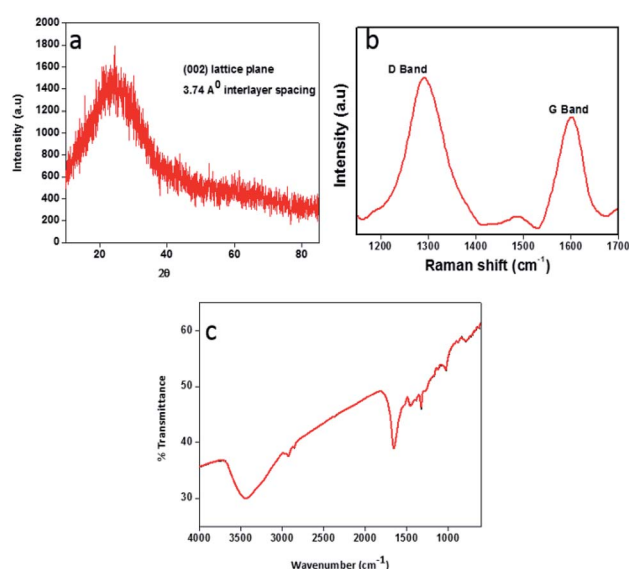 a
(002) lattice plane
3.74 A⁰ interlayer spacing
Intensity (a.u)
2000
1800
1600
1400
1200
1000
800
600
400
200
0
20
40
60
80
2θ
b
D Band
G Band
Intensity (a.u)
1200
1300
1400
1500
1600
1700
Raman shift (cm⁻¹)
c
% Transmittance
60
50
40
30
4000
3500
3000
2500
2000
1500
1000
Wavenumber (cm⁻¹)